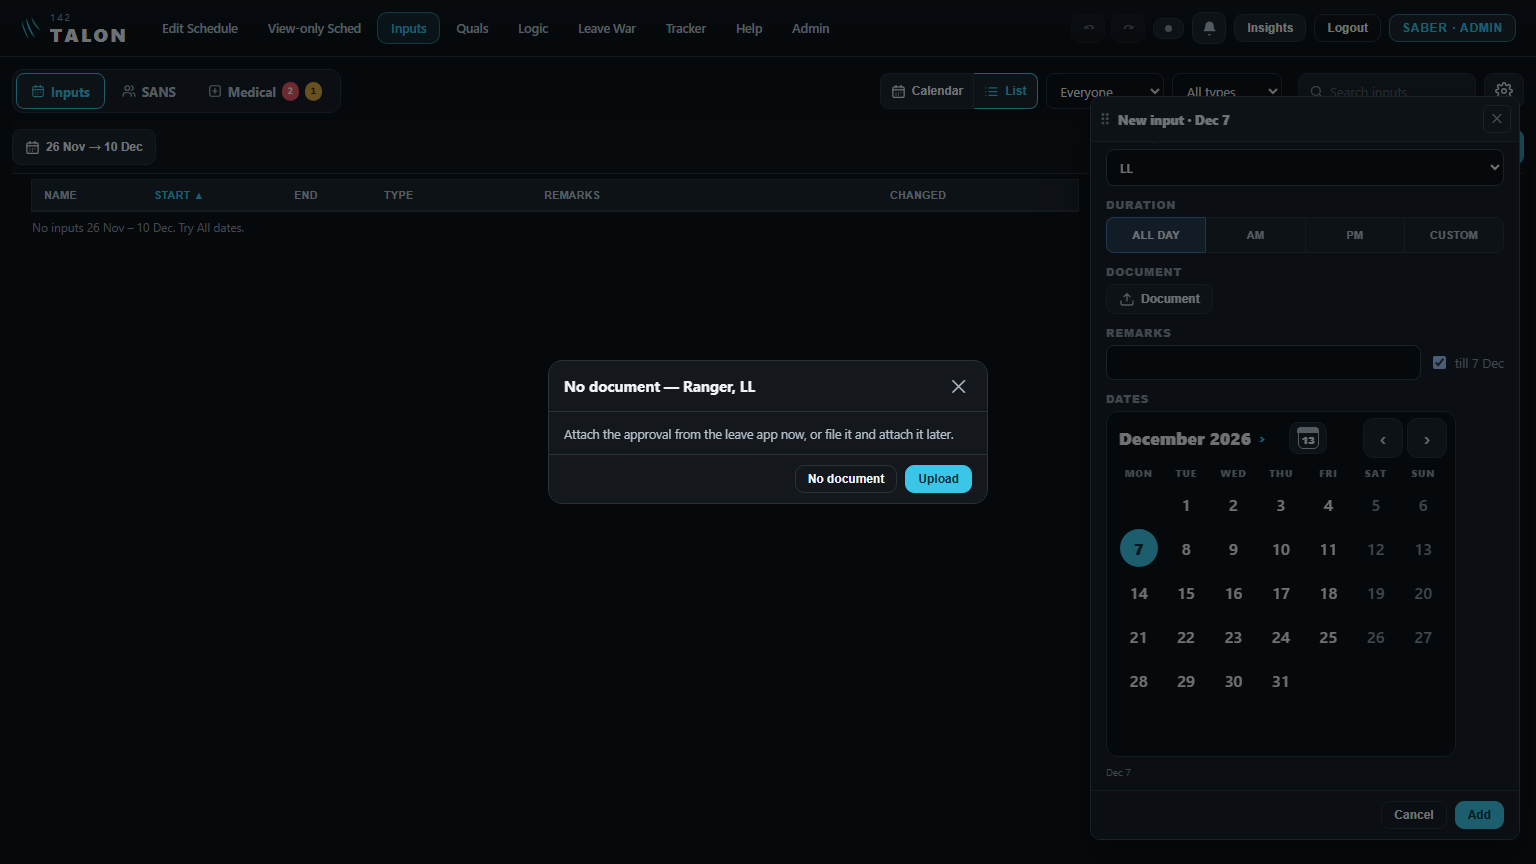 142
TALON
Edit Schedule
View-only Sched
Inputs
Quals
Logic
Leave War
Tracker
Help
Admin
Insights
Logout
SABER · ADMIN
Inputs
SANS
Medical
2
1
Calendar
List
Everyone
All types
Search inputs
26 Nov → 10 Dec
NAME
START ▲
END
TYPE
REMARKS
CHANGED
No inputs 26 Nov – 10 Dec. Try All dates.
New input · Dec 7
LL
DURATION
ALL DAY
AM
PM
CUSTOM
DOCUMENT
Document
REMARKS
till 7 Dec
DATES
December 2026 ›
13
‹
›
MON TUE WED THU FRI SAT SUN
1 2 3 4 5 6
7 8 9 10 11 12 13
14 15 16 17 18 19 20
21 22 23 24 25 26 27
28 29 30 31
Dec 7
Cancel
Add
No document — Ranger, LL
Attach the approval from the leave app now, or file it and attach it later.
No document
Upload